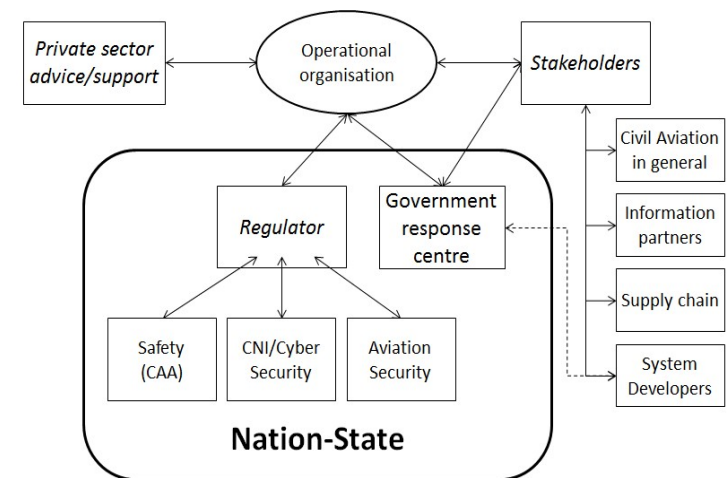 Private sector
advice/support
Operational
organisation
Stakeholders
Civil Aviation
in general
Information
partners
Supply chain
System
Developers
Regulator
Government
response
centre
Safety
(CAA)
CNI/Cyber
Security
Aviation
Security
Nation-State